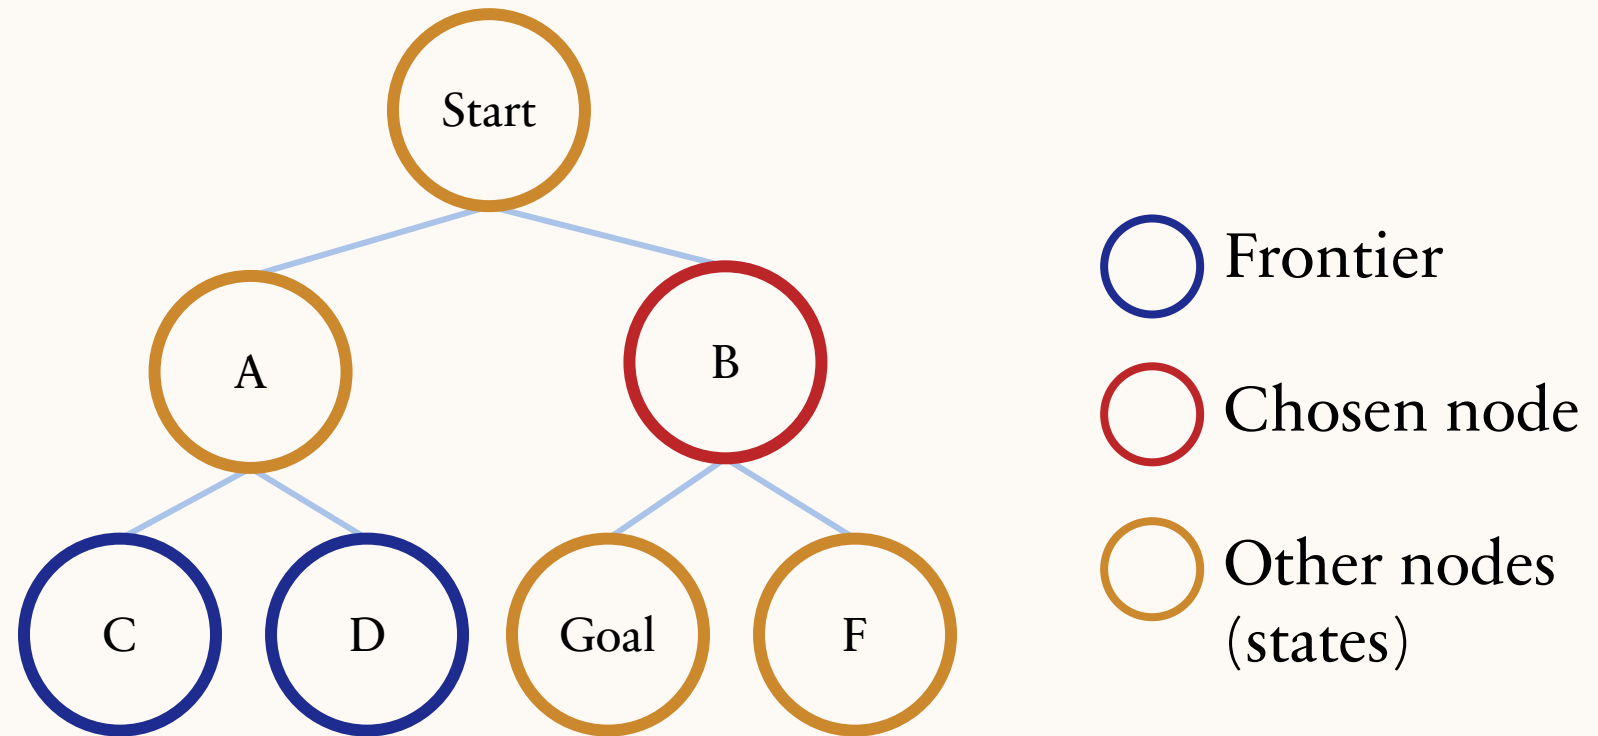 Start
A
B
C
D
Goal
F
Frontier
Chosen node
Other nodes
(states)